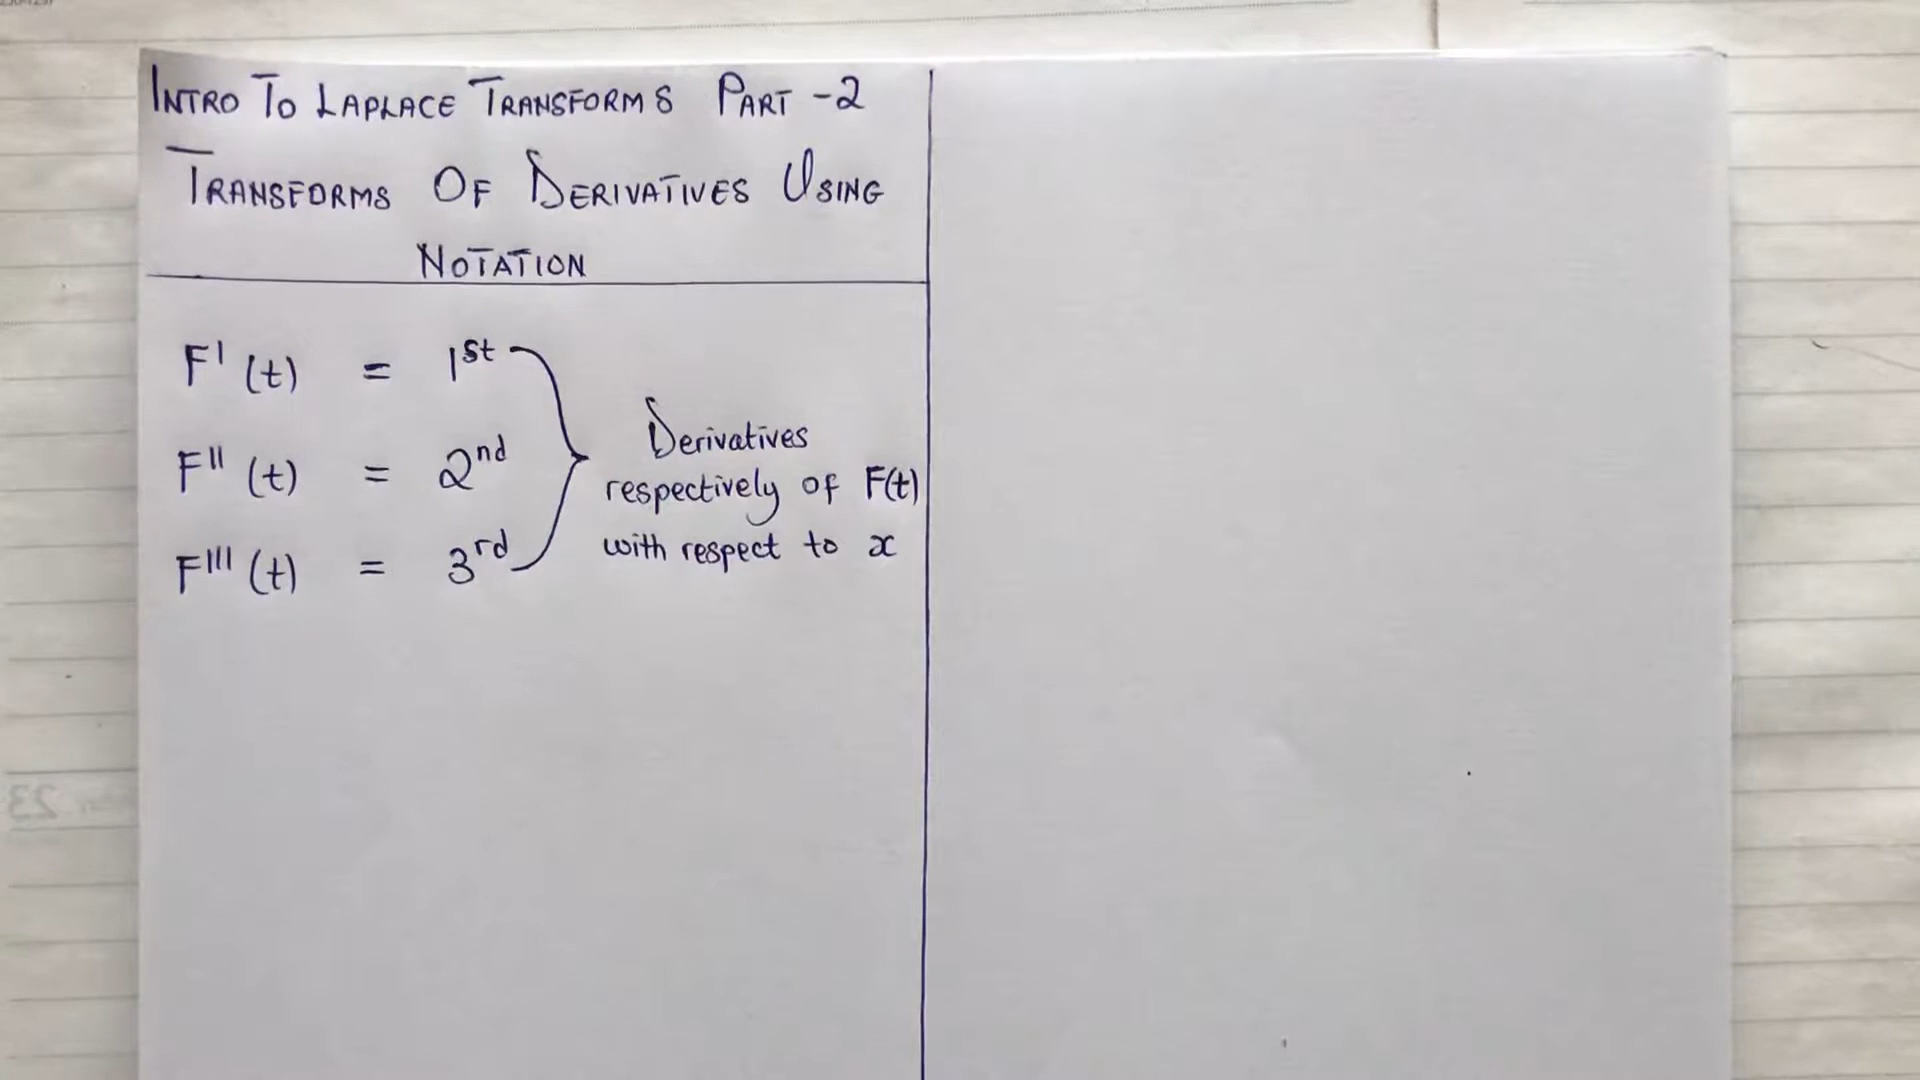 INTRO TO LAPLACE TRANSFORMS PART -2
TRANSFORMS OF DERIVATIVES USING
NOTATION
F'(t) = 1st
F''(t) = 2nd
F'''(t) = 3rd
Derivatives
respectively of F(t)
with respect to x
23